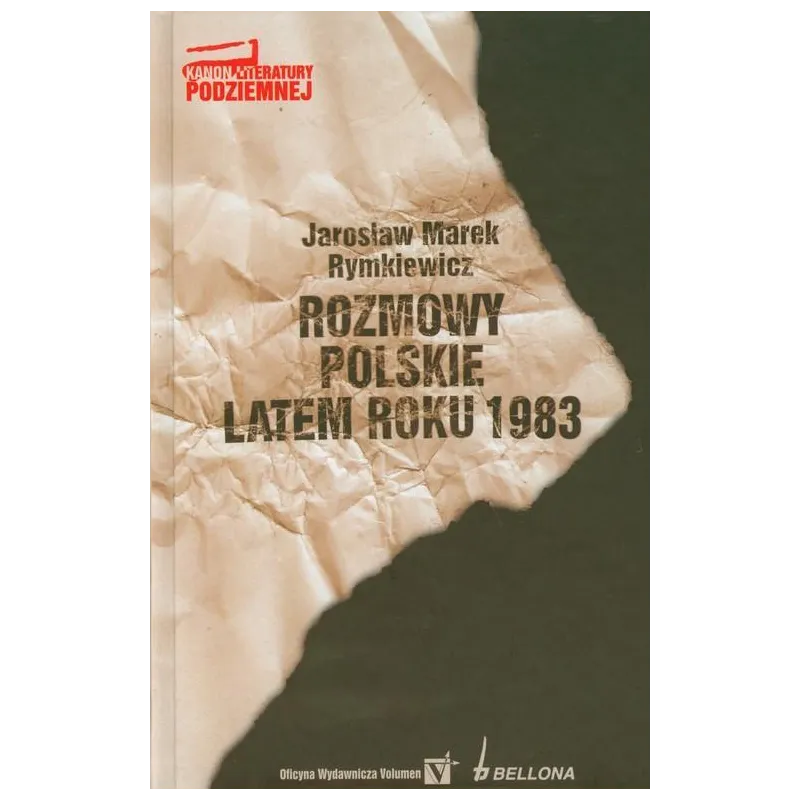 KANON LITERATURY
PODZIEMNEJ
Jarosław Marek
Rymkiewicz
ROZMOWY
POLSKIE
LATEM ROKU 1983
Oficyna Wydawnicza Volumen V BELLONA